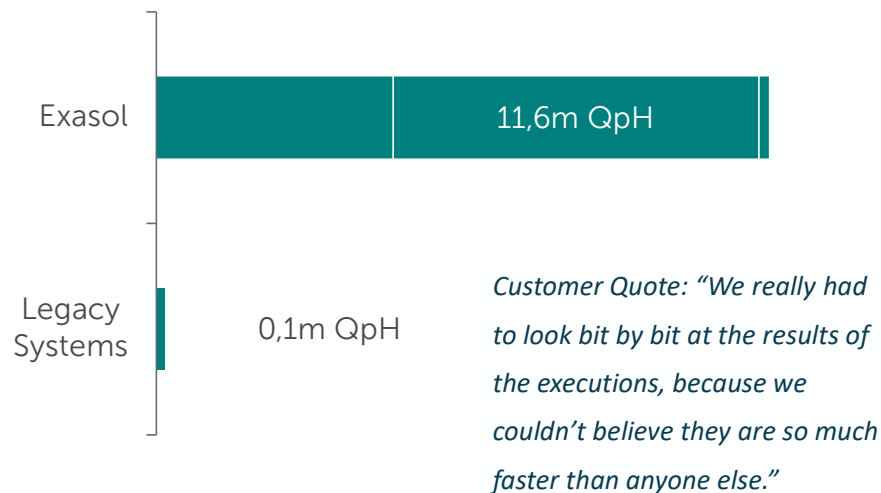 Exasol
11,6m QpH
Legacy
Systems
0,1m QpH
Customer Quote: “We really had
to look bit by bit at the results of
the executions, because we
couldn’t believe they are so much
faster than anyone else.”